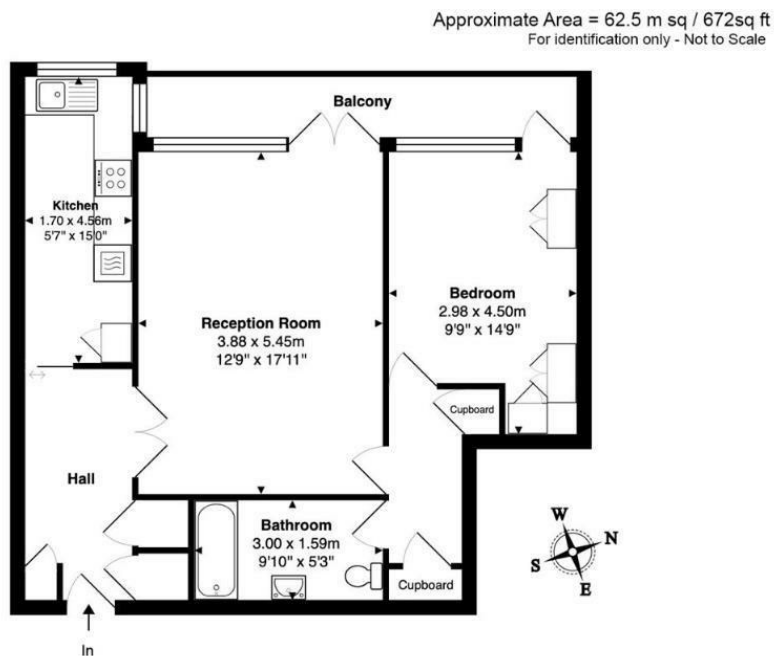 Approximate Area = 62.5 m sq / 672sq ft
For identification only - Not to Scale
Balcony
Kitchen
1.70 x 4.56m
5'7" x 15'0"
Reception Room
3.88 x 5.45m
12'9" x 17'11"
Bedroom
2.98 x 4.50m
9'9" x 14'9"
Cupboard
Hall
Bathroom
3.00 x 1.59m
9'10" x 5'3"
Cupboard
W
N
S
E
In